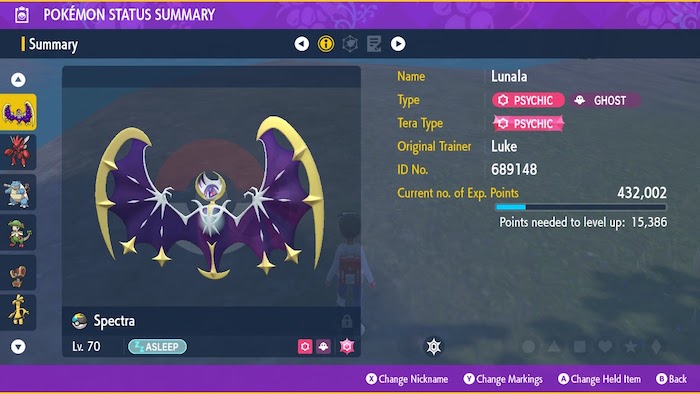 POKÉMON STATUS SUMMARY
Summary
Name Lunala
Type PSYCHIC GHOST
Tera Type PSYCHIC
Original Trainer Luke
ID No. 689148
Current no. of Exp. Points 432,002
Points needed to level up: 15,386
Spectra
Lv. 70 ASLEEP
X Change Nickname Y Change Markings A Change Held Item B Back